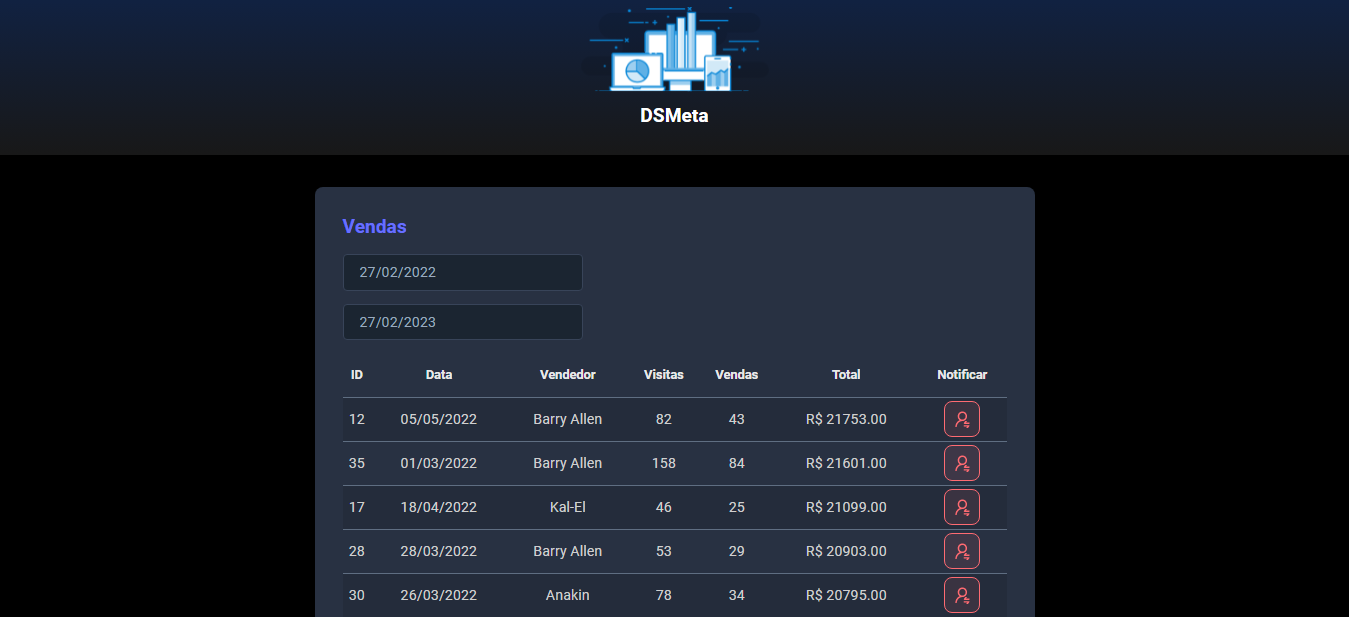 DSMeta
Vendas
27/02/2022
27/02/2023
ID Data Vendedor Visitas Vendas Total Notificar
12 05/05/2022 Barry Allen 82 43 R$ 21753.00
35 01/03/2022 Barry Allen 158 84 R$ 21601.00
17 18/04/2022 Kal-El 46 25 R$ 21099.00
28 28/03/2022 Barry Allen 53 29 R$ 20903.00
30 26/03/2022 Anakin 78 34 R$ 20795.00